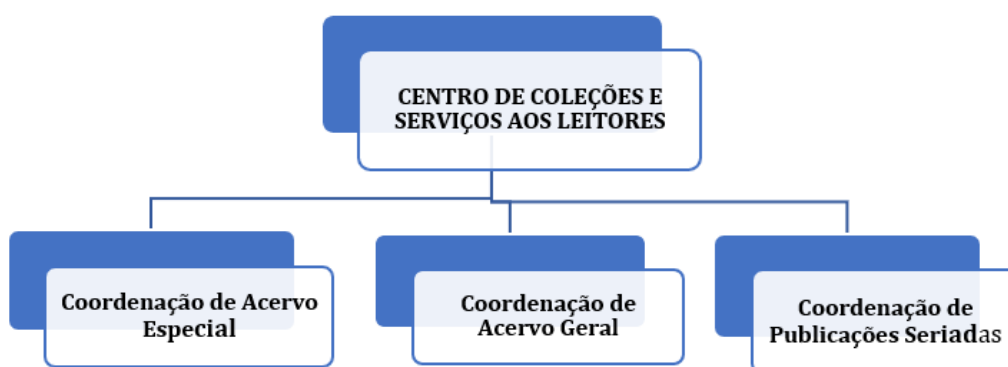 CENTRO DE COLEÇÕES E
SERVIÇOS AOS LEITORES
Coordenação de Acervo
Especial
Coordenação de
Acervo Geral
Coordenação de
Publicações Seriadas